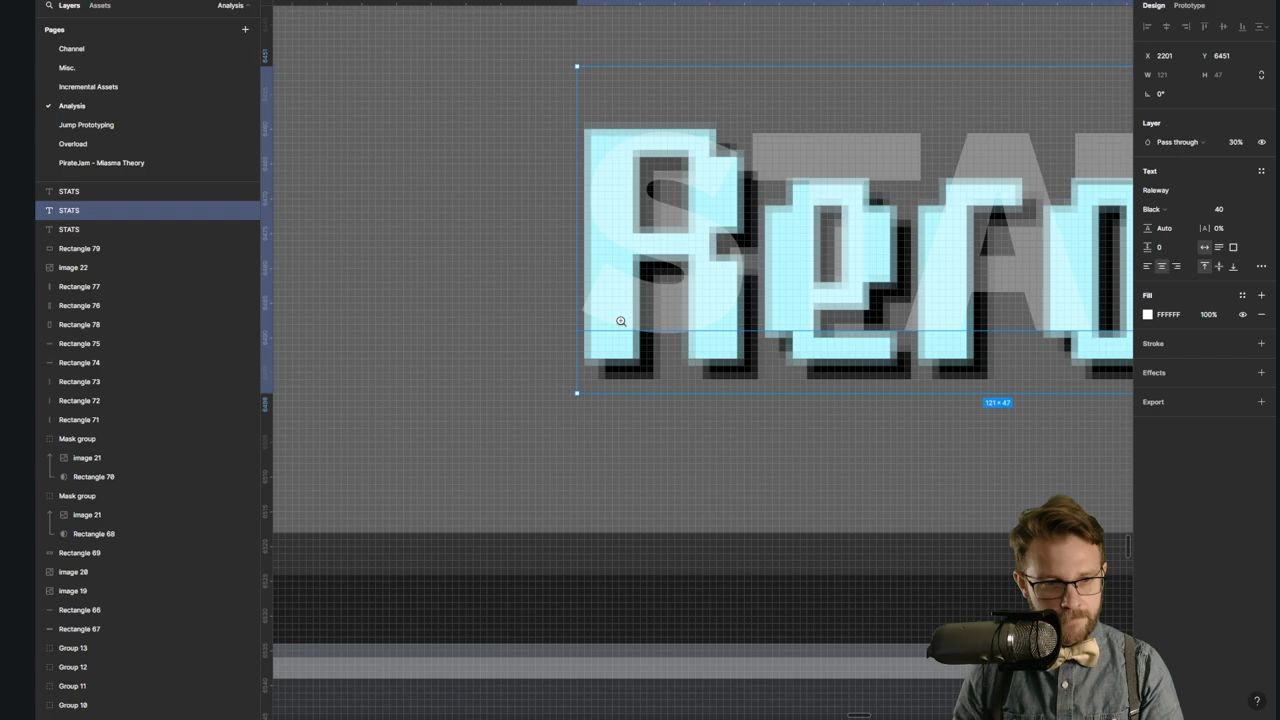 Layers Assets Analysis
Design Prototype
Pages
Channel
Misc.
Incremental Assets
Analysis
Jump Prototyping
Overload
PirateJam - Miasma Theory
STATS
STATS
STATS
Rectangle 79
image 22
Rectangle 77
Rectangle 76
Rectangle 78
Rectangle 75
Rectangle 74
Rectangle 73
Rectangle 72
Rectangle 71
Mask group
image 21
Rectangle 70
Mask group
image 21
Rectangle 68
Rectangle 69
image 20
image 19
Rectangle 66
Rectangle 67
Group 13
Group 12
Group 11
Group 10
6451
6498
STA
Rer
121 × 47
X 2201 Y 6451
W 121 H 47
0°
Layer
Pass through 30%
Text
Raleway
Black 40
Auto |A| 0%
0
Fill
FFFFFF 100%
Stroke
Effects
Export
?